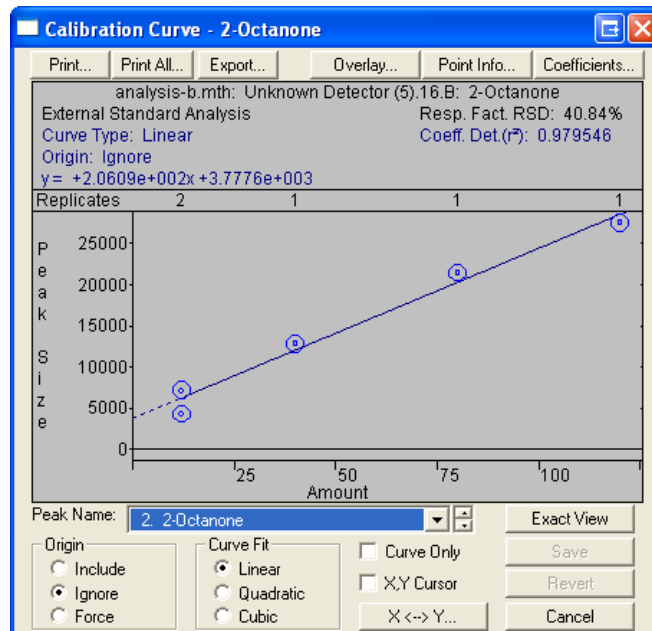 Calibration Curve - 2-Octanone
Print... Print All... Export... Overlay... Point Info... Coefficients...
analysis-b.mth: Unknown Detector (5).16.B: 2-Octanone
External Standard Analysis Resp. Fact. RSD: 40.84%
Curve Type: Linear Coeff. Det.(r²): 0.979546
Origin: Ignore
y= +2.0609e+002x +3.7776e+003
Replicates 2 1 1 1
Peak Size
25000
20000
15000
10000
5000
0
25 50 75 100
Amount
Peak Name: 2. 2-Octanone Exact View
Origin Curve Fit Curve Only Save
Include Linear
Ignore Quadratic X,Y Cursor Revert
Force Cubic X <--> Y... Cancel